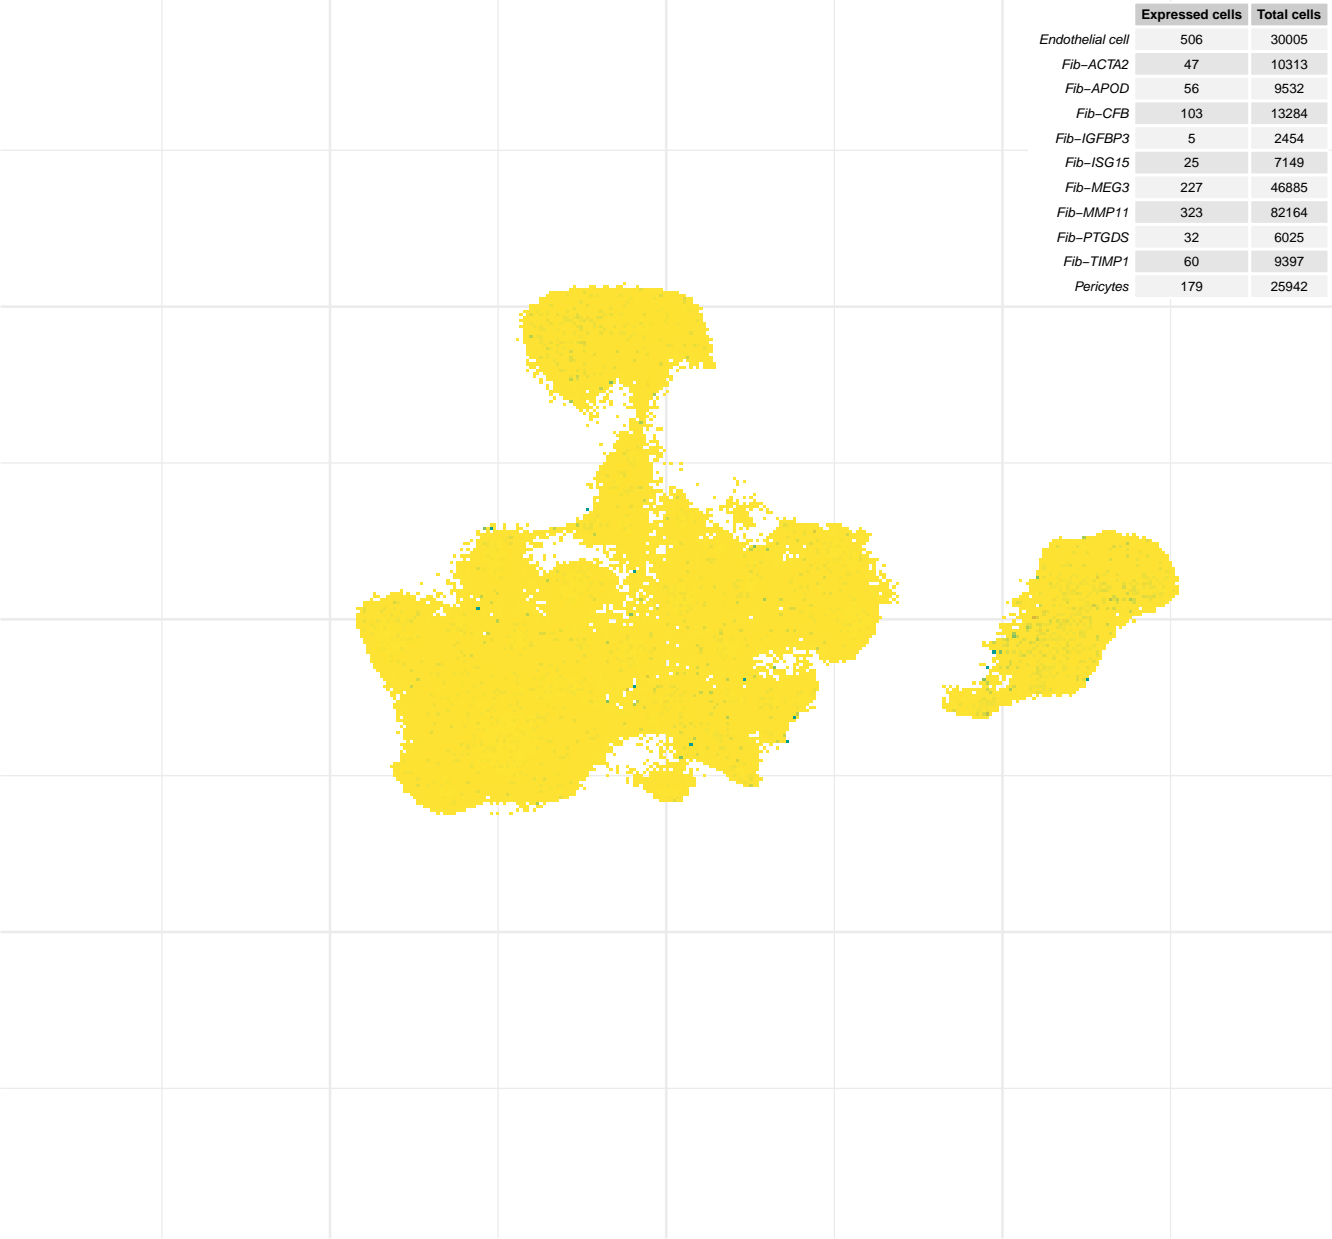 Expressed cells Total cells
Endothelial cell 506 30005
Fib−ACTA2 47 10313
Fib−APOD 56 9532
Fib−CFB 103 13284
Fib−IGFBP3 5 2454
Fib−ISG15 25 7149
Fib−MEG3 227 46885
Fib−MMP11 323 82164
Fib−PTGDS 32 6025
Fib−TIMP1 60 9397
Pericytes 179 25942